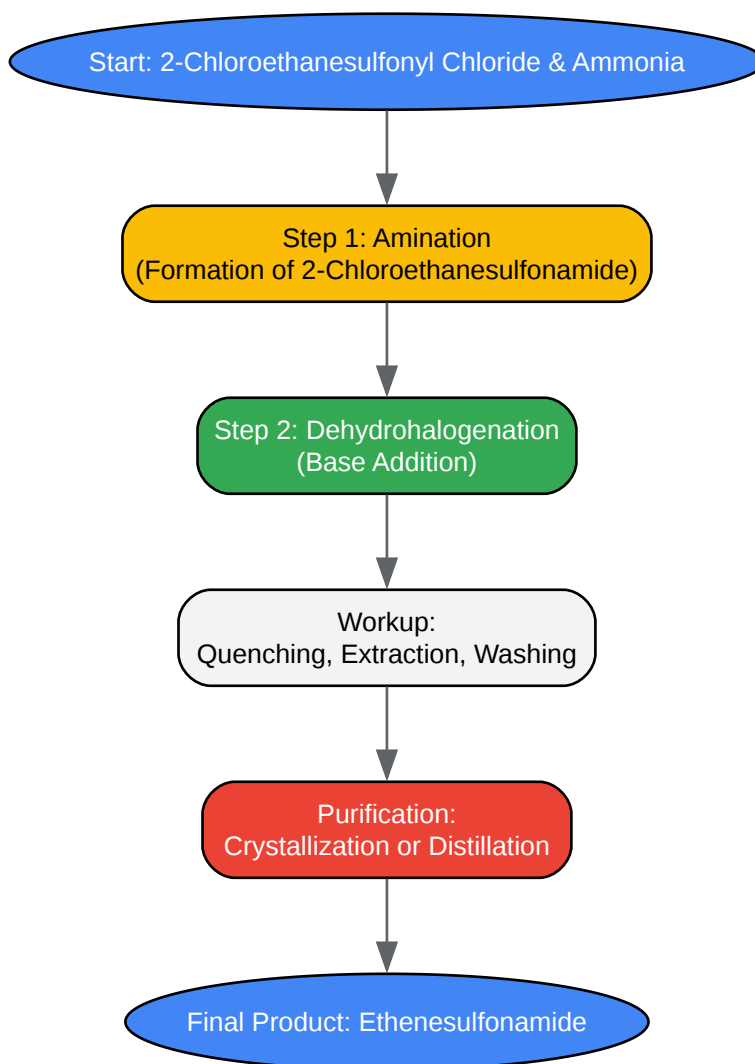 Start: 2-Chloroethanesulfonyl Chloride & Ammonia
Step 1: Amination
(Formation of 2-Chloroethanesulfonamide)
Step 2: Dehydrohalogenation
(Base Addition)
Workup:
Quenching, Extraction, Washing
Purification:
Crystallization or Distillation
Final Product: Ethenesulfonamide